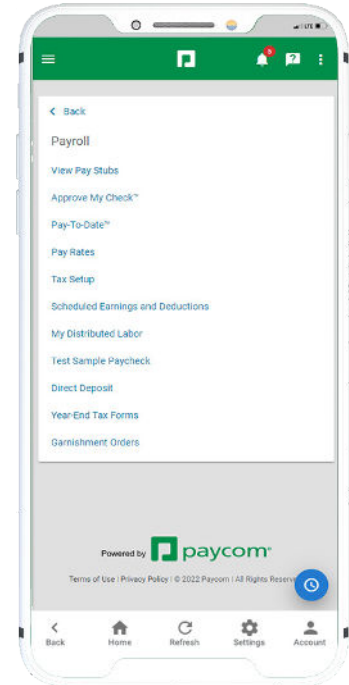 LTE
Back
Payroll
View Pay Stubs
Approve My Check™
Pay-To-Date™
Pay Rates
Tax Setup
Scheduled Earnings and Deductions
My Distributed Labor
Test Sample Paycheck
Direct Deposit
Year-End Tax Forms
Garnishment Orders
Powered by paycom
Terms of Use | Privacy Policy | © 2022 Paycom | All Rights Reserv
Back Home Refresh Settings Account